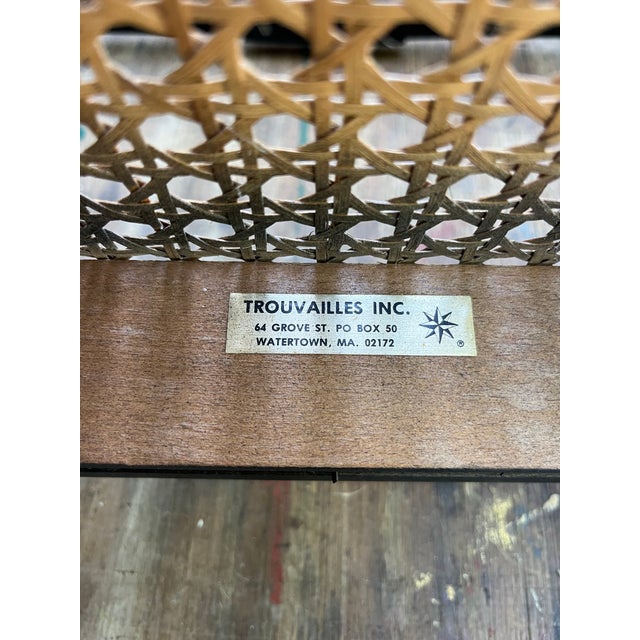 TROUVAILLES INC.
64 GROVE ST. PO BOX 50
WATERTOWN, MA. 02172
®